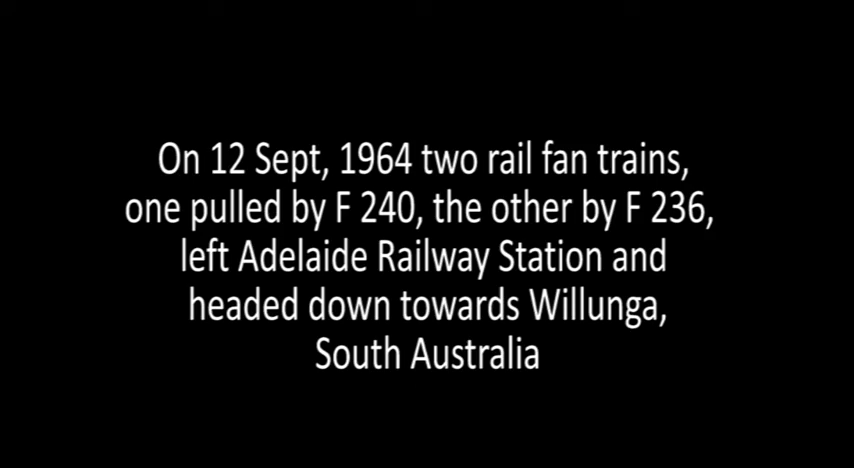 On 12 Sept, 1964 two rail fan trains,
one pulled by F 240, the other by F 236,
left Adelaide Railway Station and
headed down towards Willunga,
South Australia